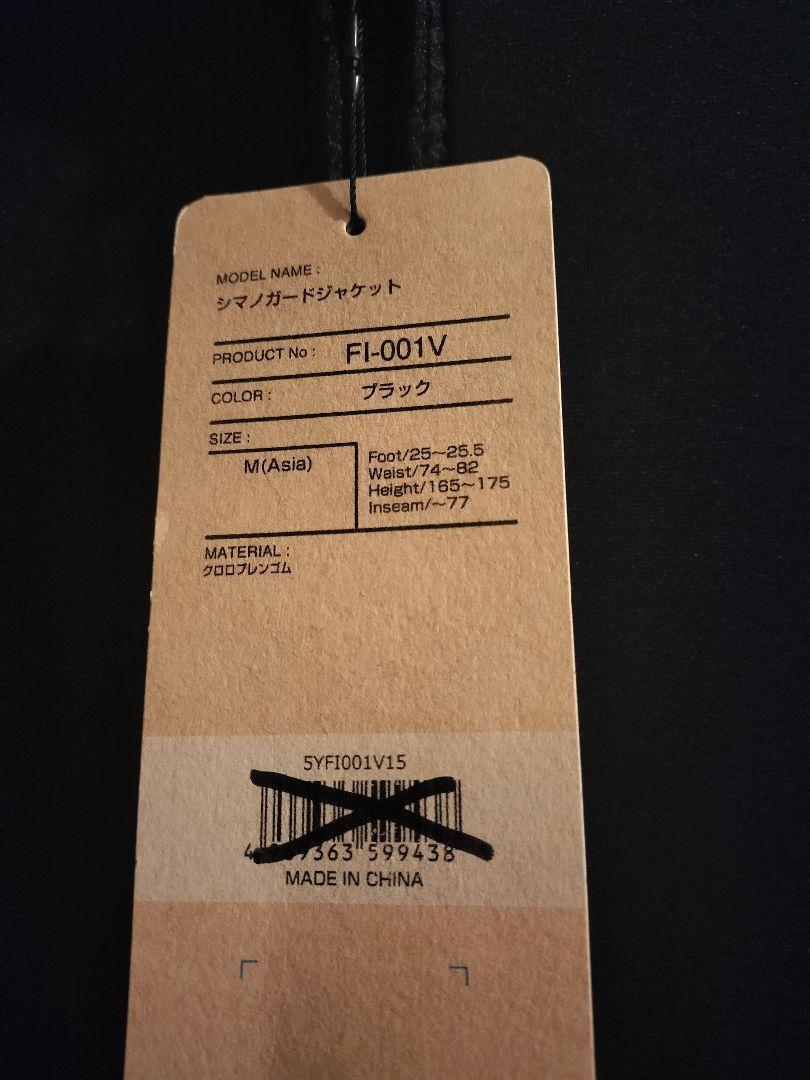 MODEL NAME :
シマノガードジャケット
PRODUCT No : FI-001V
COLOR : ブラック
SIZE :
M(Asia)
Foot/25～25.5
Waist/74～82
Height/165～175
Inseam/～77
MATERIAL :
クロロプレンゴム
5YFI001V15
363 599438
MADE IN CHINA